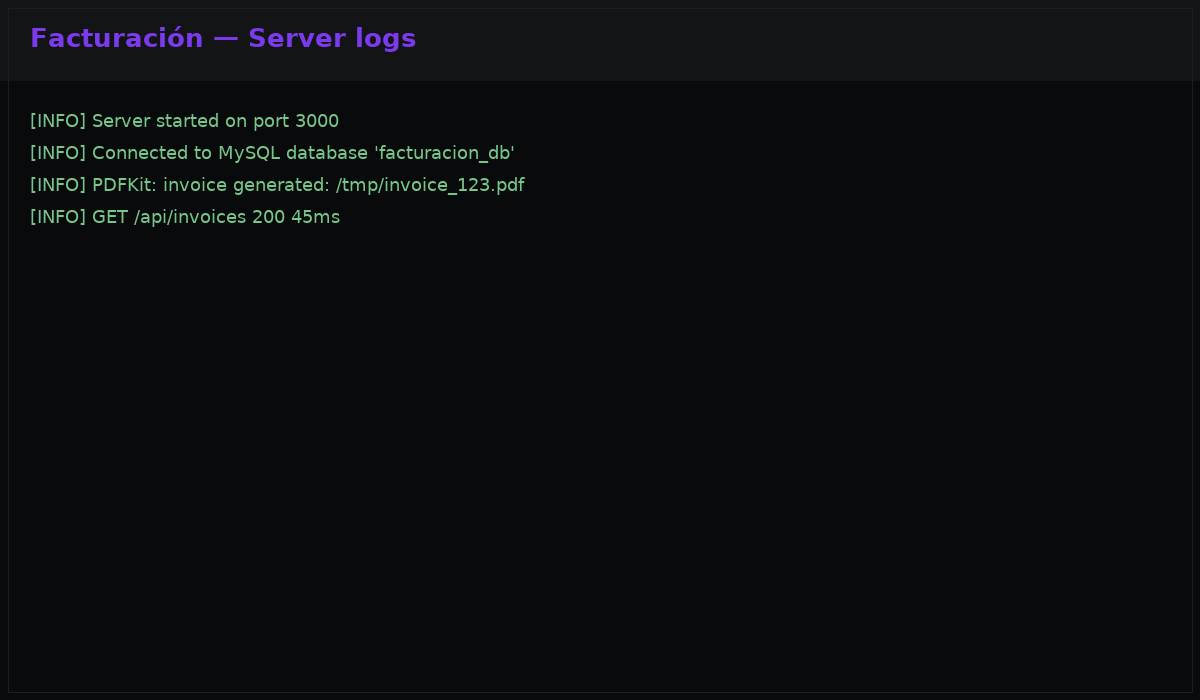 Facturación — Server logs
[INFO] Server started on port 3000
[INFO] Connected to MySQL database 'facturacion_db'
[INFO] PDFKit: invoice generated: /tmp/invoice_123.pdf
[INFO] GET /api/invoices 200 45ms